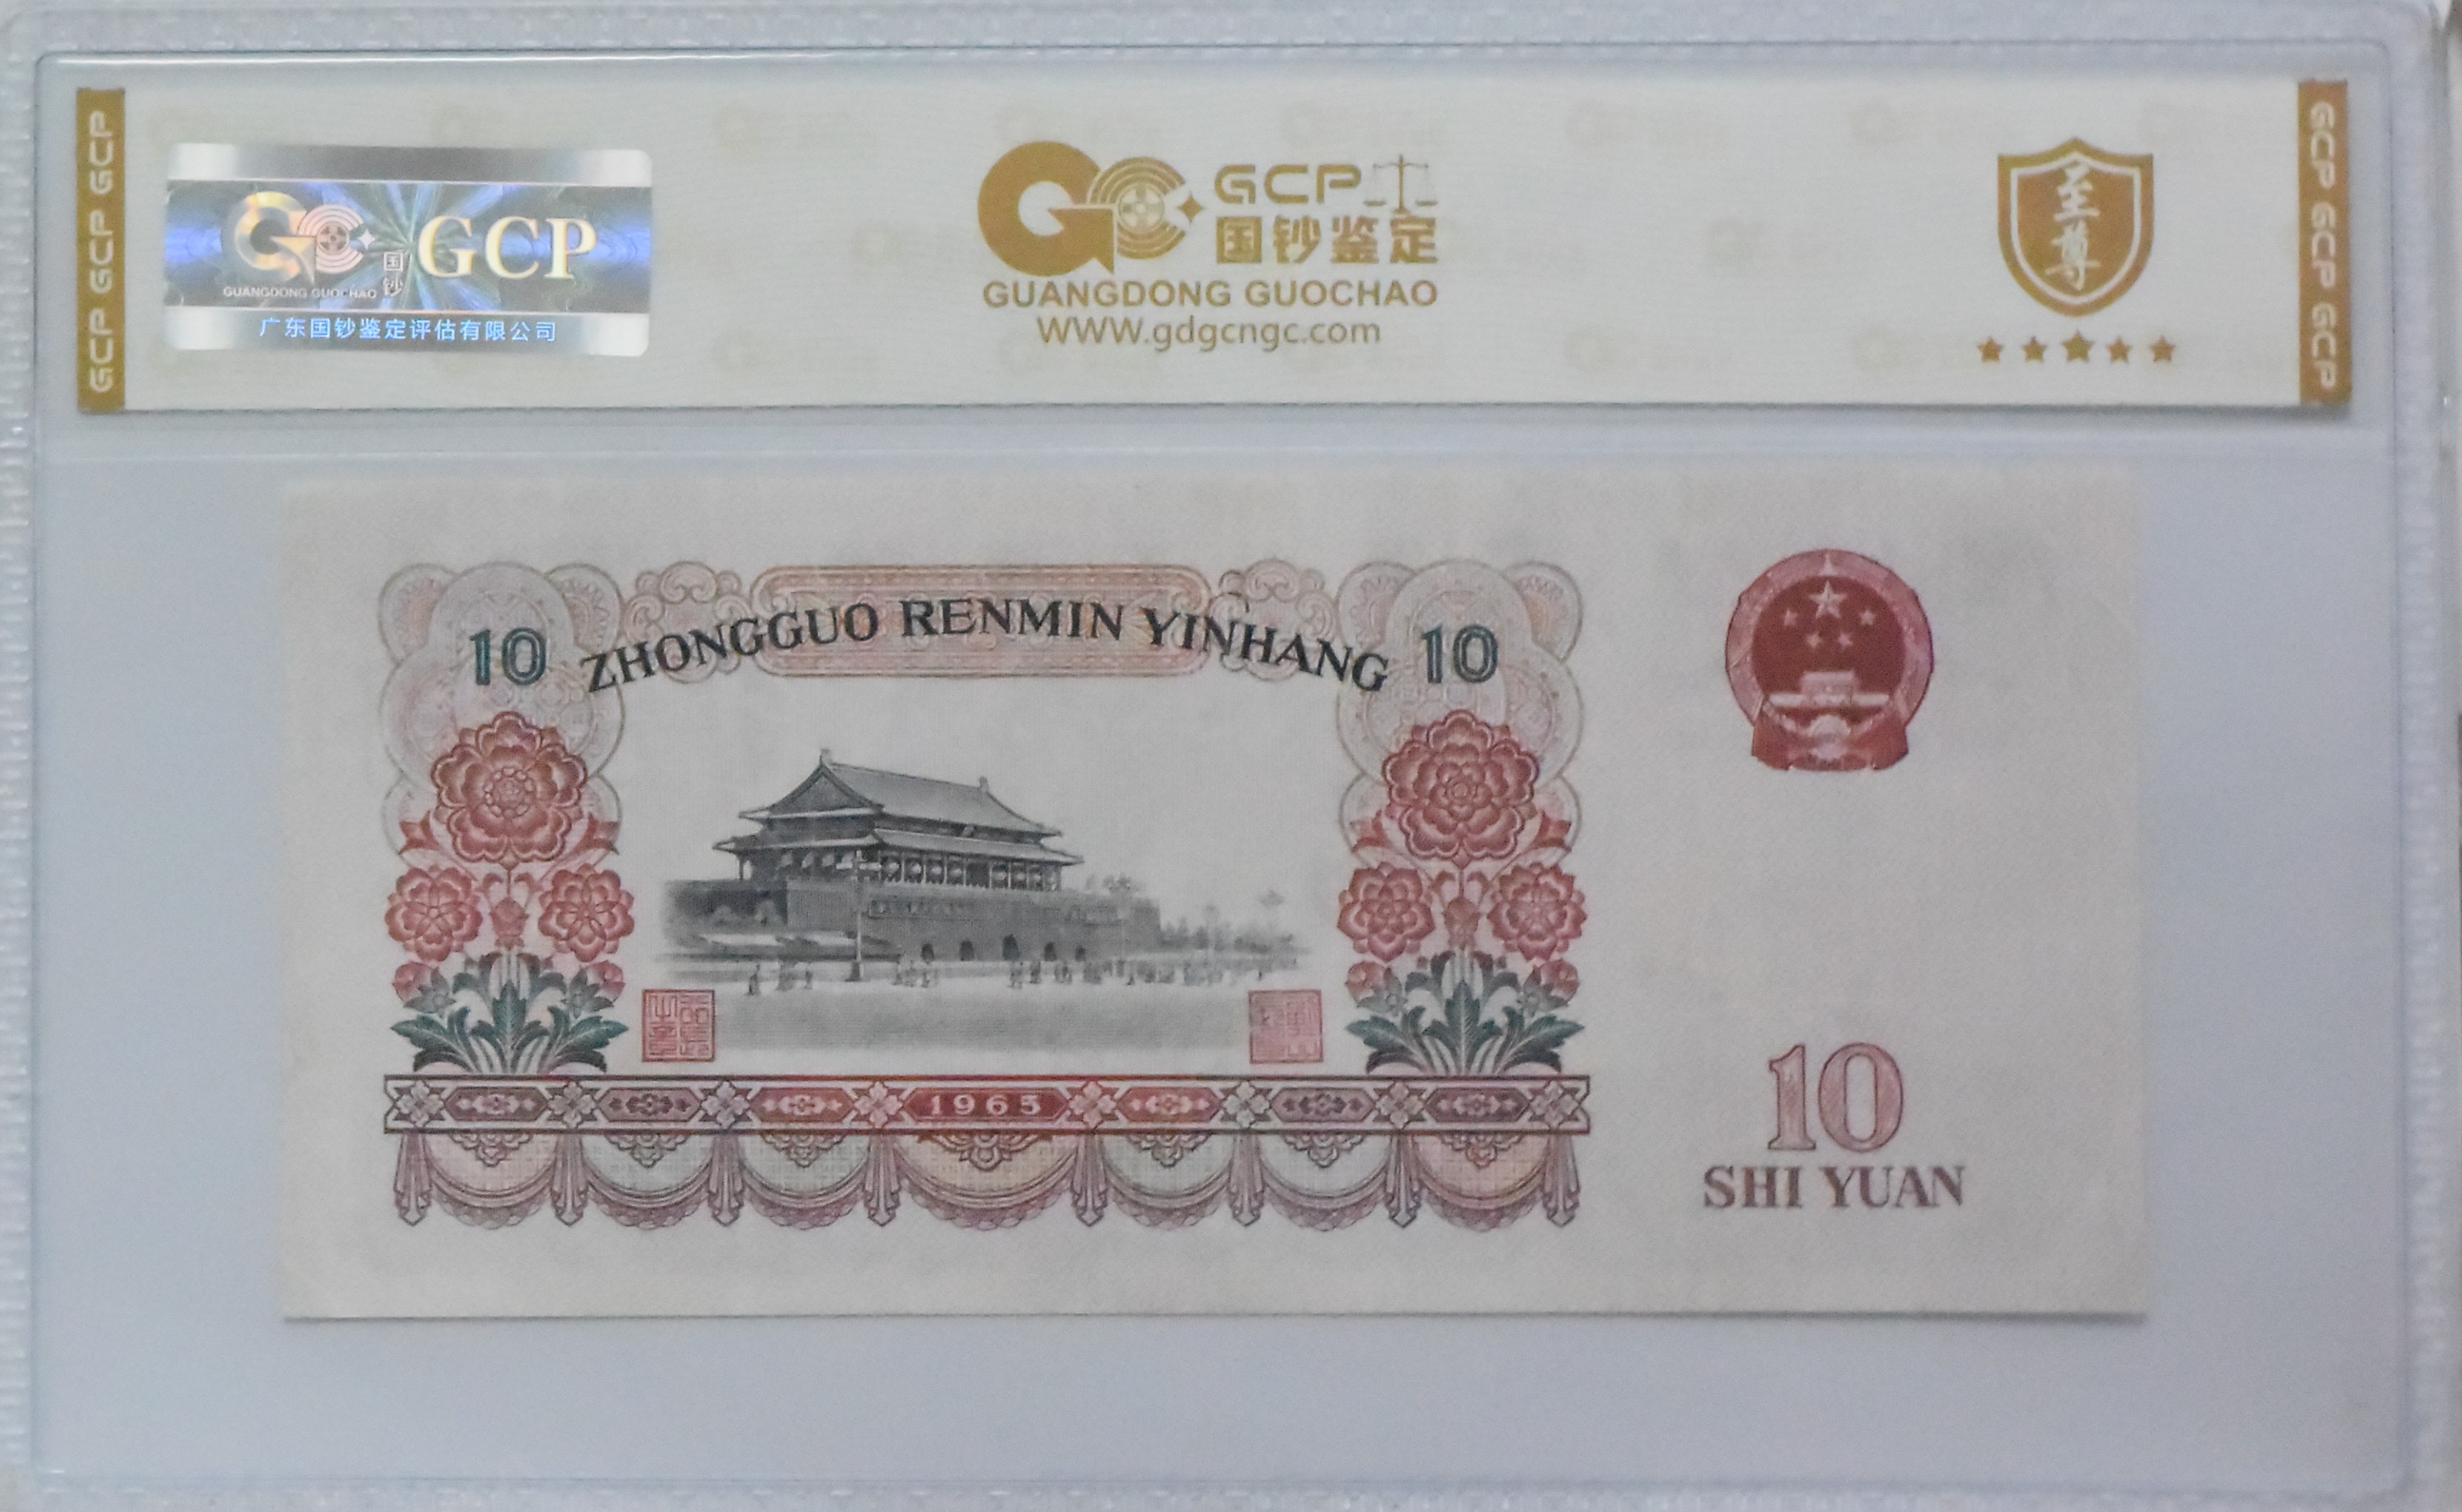 GCP GCP GCP
国钞
GCP
GUANGDONG GUOCHAO
广东国钞鉴定评估有限公司
GCP
国钞鉴定
GUANGDONG GUOCHAO
WWW.gdgcngc.com
至尊
GCP GCP GCP
10 ZHONGGUO RENMIN YINHANG 10
1965
10
SHI YUAN